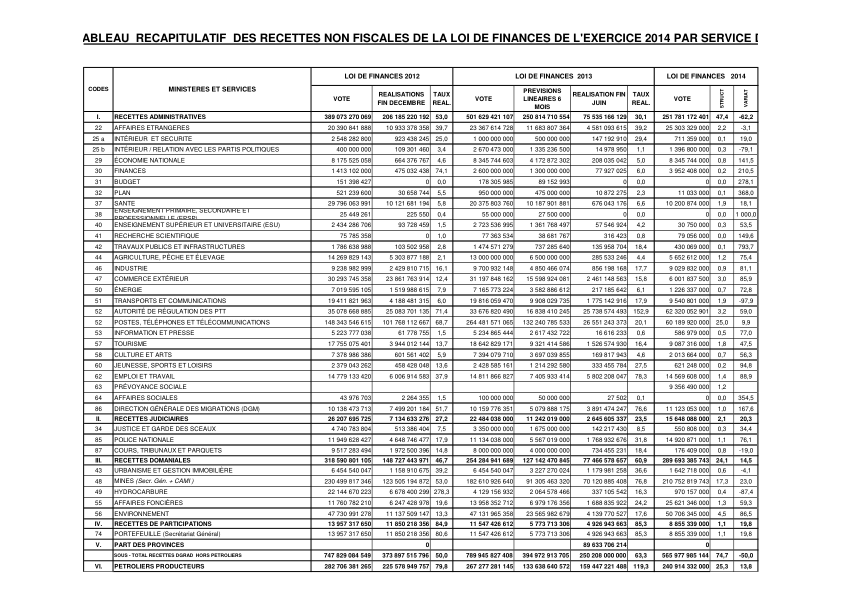 ABLEAU RECAPITULATIF DES RECETTES NON FISCALES DE LA LOI DE FINANCES DE L'EXERCICE 2014 PAR SERVICE
CODES MINISTERES ET SERVICES LOI DE FINANCES 2012 LOI DE FINANCES 2013 LOI DE FINANCES 2014
VOTE REALISATIONS FIN DECEMBRE TAUX REAL. VOTE PREVISIONS LINEAIRES 6 MOIS REALISATION FIN JUIN TAUX REAL. VOTE STRUCT VARIAT
I. RECETTES ADMINISTRATIVES 389 073 270 069 206 185 220 192 53,0 501 629 421 107 250 814 710 554 75 535 166 129 30,1 251 781 172 401 47,4 -62,2
22 AFFAIRES ETRANGERES 20 390 841 888 10 933 378 358 39,7 23 367 614 728 11 683 807 364 4 581 093 615 39,2 25 303 329 000 2,2 -3,1
25 a INTÉRIEUR ET SECURITE 2 548 282 800 923 438 245 25,0 1 000 000 000 500 000 000 147 192 910 29,4 711 359 000 0,1 19,0
25 b INTÉRIEUR / RELATION AVEC LES PARTIS POLITIQUES 400 000 000 109 301 460 3,4 2 670 473 000 1 335 236 500 14 978 950 1,1 1 396 800 000 0,3 -79,1
29 ÉCONOMIE NATIONALE 8 175 525 058 664 376 767 4,6 8 345 744 603 4 172 872 302 208 035 042 5,0 8 345 744 000 0,8 141,5
30 FINANCES 1 413 102 000 475 032 438 74,1 2 600 000 000 1 300 000 000 77 927 025 6,0 3 952 408 000 0,2 210,5
31 BUDGET 151 398 427 0 0,0 178 305 985 89 152 993 0 0,0 0 0,0 278,1
32 PLAN 521 239 600 30 658 744 5,5 950 000 000 475 000 000 10 872 275 2,3 11 033 000 0,1 368,0
37 SANTE 29 796 063 991 10 121 681 194 5,8 20 375 803 760 10 187 901 881 676 043 176 6,6 10 200 874 000 1,9 18,1
38 ENSEIGNEMENT PRIMAIRE, SECONDAIRE ET PROFESSIONNELLE (EPSP) 25 449 261 225 550 0,4 55 000 000 27 500 000 0 0,0 0 0,0 1 000,0
40 ENSEIGNEMENT SUPÉRIEUR ET UNIVERSITAIRE (ESU) 2 434 286 706 93 728 459 1,5 2 723 536 995 1 361 768 497 57 546 924 4,2 30 750 000 0,3 53,5
41 RECHERCHE SCIENTIFIQUE 75 785 358 0 1,0 77 363 534 38 681 767 316 423 0,8 79 056 000 0,0 149,6
42 TRAVAUX PUBLICS ET INFRASTRUCTURES 1 786 638 988 103 502 958 2,8 1 474 571 279 737 285 640 135 958 704 18,4 430 069 000 0,1 793,7
44 AGRICULTURE, PÊCHE ET ÉLEVAGE 14 269 829 143 5 303 877 188 2,1 13 000 000 000 6 500 000 000 285 533 246 4,4 5 652 612 000 1,2 75,4
46 INDUSTRIE 9 238 982 999 2 429 810 715 16,1 9 700 932 148 4 850 466 074 856 198 168 17,7 9 029 832 000 0,9 81,1
47 COMMERCE EXTÉRIEUR 30 293 745 358 23 861 763 914 12,4 31 197 848 162 15 598 924 081 2 461 148 563 15,8 6 001 837 500 3,0 85,9
50 ÉNERGIE 7 019 595 105 1 519 988 615 7,9 7 165 773 224 3 582 886 612 217 185 642 6,1 1 226 337 000 0,7 72,8
51 TRANSPORTS ET COMMUNICATIONS 19 411 821 963 4 188 481 315 6,0 19 816 059 470 9 908 029 735 1 775 142 916 17,9 9 540 801 000 1,9 -97,9
52 AUTORITÉ DE RÉGULATION DES PTT 35 078 668 885 25 083 701 135 71,4 33 676 820 490 16 838 410 245 25 738 574 493 152,9 62 320 052 901 3,2 59,0
52 POSTES, TÉLÉPHONES ET TÉLÉCOMMUNICATIONS 148 343 546 615 101 768 112 667 68,7 264 481 571 065 132 240 785 533 26 551 243 373 20,1 60 189 920 000 25,0 9,9
53 INFORMATION ET PRESSE 5 223 777 038 61 778 755 1,5 5 234 865 444 2 617 432 722 16 616 233 0,6 586 979 000 0,5 77,0
57 TOURISME 17 755 075 401 3 944 012 144 13,7 18 642 829 171 9 321 414 586 1 526 574 930 16,4 9 087 316 000 1,8 47,5
58 CULTURE ET ARTS 7 378 986 386 601 561 402 5,9 7 394 079 710 3 697 039 855 169 817 943 4,6 2 013 664 000 0,7 56,3
60 JEUNESSE, SPORTS ET LOISIRS 2 379 043 262 458 428 048 13,6 2 428 585 161 1 214 292 580 333 455 784 27,5 621 248 000 0,2 94,8
62 EMPLOI ET TRAVAIL 14 779 133 420 6 006 914 583 37,9 14 811 866 827 7 405 933 414 5 802 208 047 78,3 14 569 608 000 1,4 88,9
63 PRÉVOYANCE SOCIALE 9 356 490 000 1,2
64 AFFAIRES SOCIALES 43 976 703 2 264 355 1,5 100 000 000 50 000 000 27 502 0,1 0 0,0 354,5
86 DIRECTION GÉNÉRALE DES MIGRATIONS (DGM) 10 138 473 713 7 499 201 184 51,7 10 159 776 351 5 079 888 175 3 891 474 247 76,6 11 123 053 000 1,0 167,6
II. RECETTES JUDICIAIRES 26 207 695 725 7 134 633 276 27,2 22 484 038 000 11 242 019 000 2 645 605 337 23,5 15 648 088 000 2,1 20,3
34 JUSTICE ET GARDE DES SCEAUX 4 740 783 804 513 386 404 7,5 3 350 000 000 1 675 000 000 142 217 430 8,5 550 808 000 0,3 34,4
85 POLICE NATIONALE 11 949 628 427 4 648 746 477 17,9 11 134 038 000 5 567 019 000 1 768 932 676 31,8 14 920 871 000 1,1 76,1
87 COURS, TRIBUNAUX ET PARQUETS 9 517 283 494 1 972 500 396 14,8 8 000 000 000 4 000 000 000 734 455 231 18,4 176 409 000 0,8 -19,0
III. RECETTES DOMANIALES 318 590 801 105 148 727 443 971 46,7 254 284 941 689 127 142 470 845 77 466 578 657 60,9 289 693 385 743 24,1 14,5
43 URBANISME ET GESTION IMMOBILIÈRE 6 454 540 047 1 158 910 675 39,2 6 454 540 047 3 227 270 024 1 179 981 258 36,6 1 642 718 000 0,6 -4,1
48 MINES (Secr. Gén. + CAMI ) 230 499 817 346 123 505 194 872 53,0 182 610 926 640 91 305 463 320 70 120 885 408 76,8 210 752 819 743 17,3 23,0
49 HYDROCARBURE 22 144 670 223 6 678 400 299 278,3 4 129 156 932 2 064 578 466 337 105 542 16,3 970 157 000 0,4 -87,4
55 AFFAIRES FONCIÈRES 11 760 782 210 6 247 428 978 19,6 13 958 352 712 6 979 176 356 1 688 835 922 24,2 25 621 346 000 1,3 59,3
56 ENVIRONNEMENT 47 730 991 278 11 137 509 147 13,3 47 131 965 358 23 565 982 679 4 139 770 527 17,6 50 706 345 000 4,5 86,5
IV. RECETTES DE PARTICIPATIONS 13 957 317 650 11 850 218 356 84,9 11 547 426 612 5 773 713 306 4 926 943 663 85,3 8 855 339 000 1,1 19,8
74 PORTEFEUILLE (Secrétariat Général) 13 957 317 650 11 850 218 356 80,6 11 547 426 612 5 773 713 306 4 926 943 663 85,3 8 855 339 000 1,1 19,8
V. PART DES PROVINCES 0 89 633 706 214 0
SOUS - TOTAL RECETTES DGRAD HORS PETROLIERS 747 829 084 549 373 897 515 796 50,0 789 945 827 408 394 972 913 705 250 208 000 000 63,3 565 977 985 144 74,7 -50,0
VI. PETROLIERS PRODUCTEURS 282 706 381 265 225 578 949 757 79,8 267 277 281 145 133 638 640 572 159 447 221 488 119,3 240 914 332 000 25,3 13,8